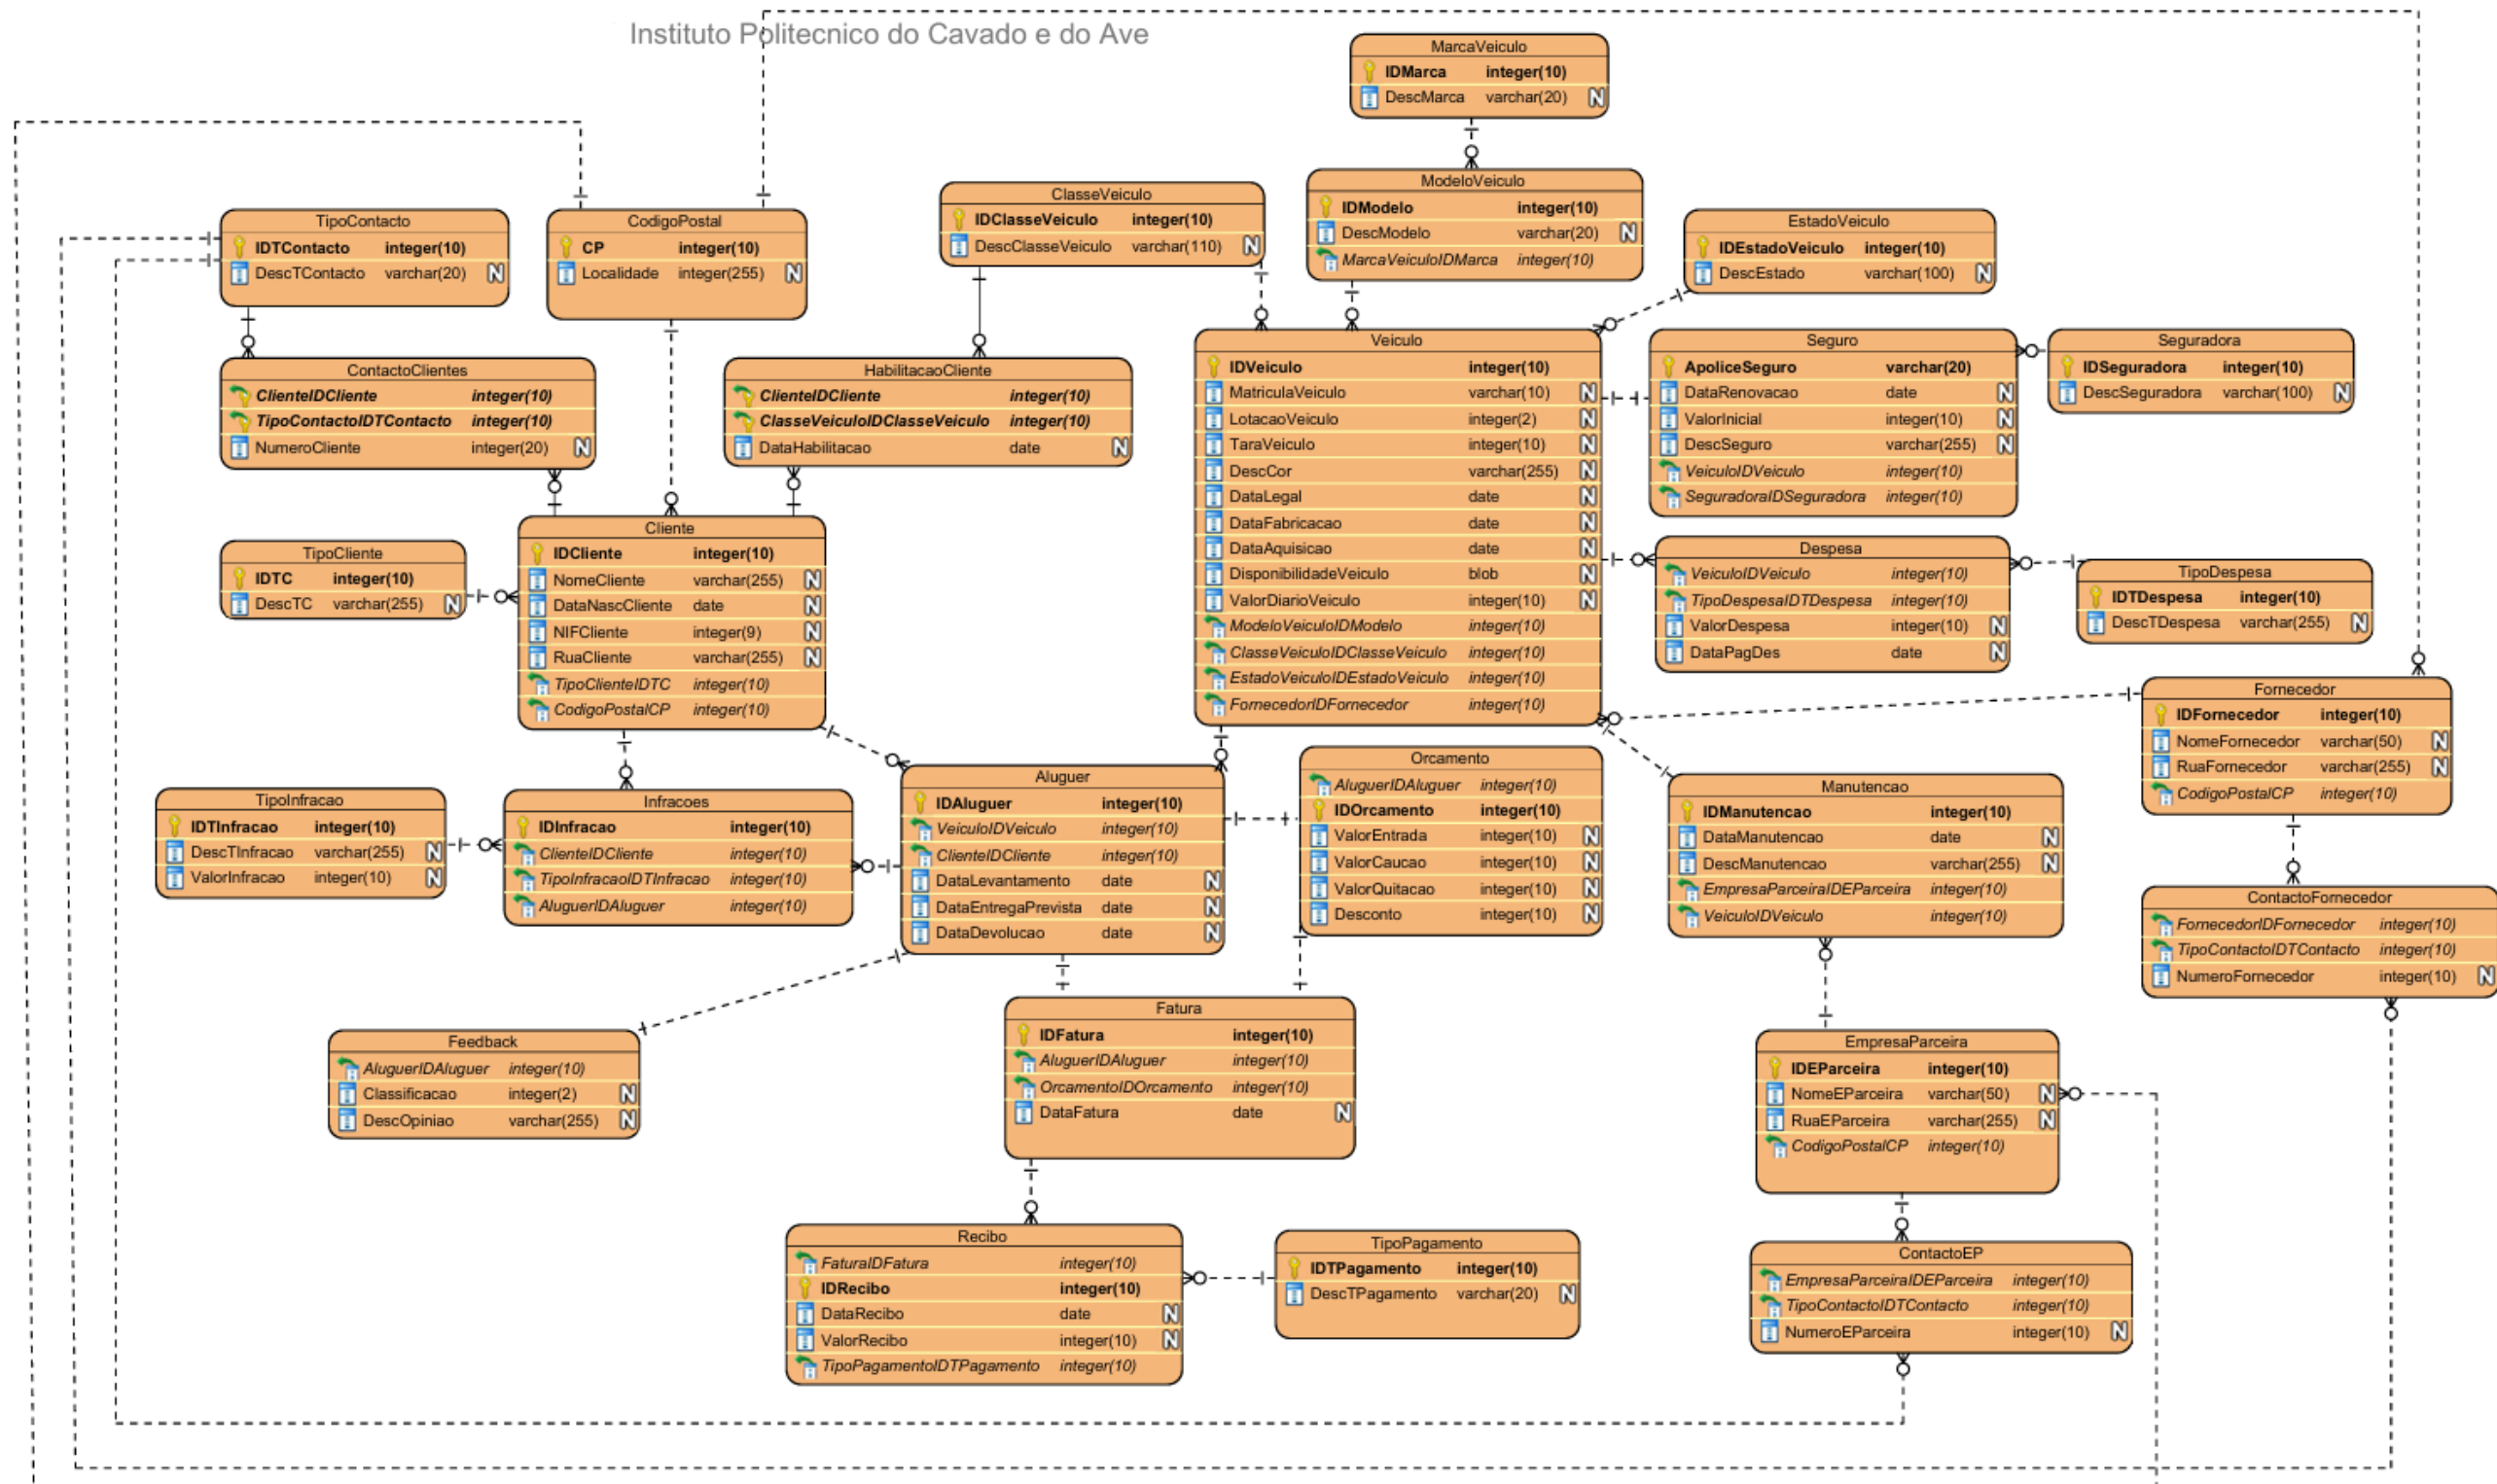 Instituto Politecnico do Cavado e do Ave
MarcaVeiculo
IDMarca integer(10)
DescMarca varchar(20) N
ModeloVeiculo
IDModelo integer(10)
DescModelo varchar(20) N
MarcaVeiculoIDMarca integer(10)
ClasseVeiculo
IDClasseVeiculo integer(10)
DescClasseVeiculo varchar(110) N
TipoContacto
IDTContacto integer(10)
DescTContacto varchar(20) N
CodigoPostal
CP integer(10)
Localidade integer(255) N
EstadoVeiculo
IDEstadoVeiculo integer(10)
DescEstado varchar(100) N
ContactoClientes
ClienteIDCliente integer(10)
TipoContactoIDTContacto integer(10)
NumeroCliente integer(20) N
HabilitacaoCliente
ClienteIDCliente integer(10)
ClasseVeiculoIDClasseVeiculo integer(10)
DataHabilitacao date N
Veiculo
IDVeiculo integer(10)
MatriculaVeiculo varchar(10) N
LotacaoVeiculo integer(2) N
TaraVeiculo integer(10) N
DescCor varchar(255) N
DataLegal date N
DataFabricacao date N
DataAquisicao date N
DisponibilidadeVeiculo blob N
ValorDiarioVeiculo integer(10) N
ModeloVeiculoIDModelo integer(10)
ClasseVeiculoIDClasseVeiculo integer(10)
EstadoVeiculoIDEstadoVeiculo integer(10)
FornecedorIDFornecedor integer(10)
Seguro
ApoliceSeguro varchar(20)
DataRenovacao date N
ValorInicial integer(10) N
DescSeguro varchar(255) N
VeiculoIDVeiculo integer(10)
SeguradoraIDSeguradora integer(10)
Seguradora
IDSeguradora integer(10)
DescSeguradora varchar(100) N
TipoCliente
IDTC integer(10)
DescTC varchar(255) N
Cliente
IDCliente integer(10)
NomeCliente varchar(255) N
DataNascCliente date N
NIFCliente integer(9) N
RuaCliente varchar(255) N
TipoClienteIDTC integer(10)
CodigoPostalCP integer(10)
Despesa
VeiculoIDVeiculo integer(10)
TipoDespesaIDTDespesa integer(10)
ValorDespesa integer(10) N
DataPagDes date N
TipoDespesa
IDTDespesa integer(10)
DescTDespesa varchar(255) N
Fornecedor
IDFornecedor integer(10)
NomeFornecedor varchar(50) N
RuaFornecedor varchar(255) N
CodigoPostalCP integer(10)
TipoInfracao
IDTInfracao integer(10)
DescTInfracao varchar(255) N
ValorInfracao integer(10) N
Infracoes
IDInfracao integer(10)
ClienteIDCliente integer(10)
TipoInfracaoIDTInfracao integer(10)
AluguerIDAluguer integer(10)
Aluguer
IDAluguer integer(10)
VeiculoIDVeiculo integer(10)
ClienteIDCliente integer(10)
DataLevantamento date N
DataEntregaPrevista date N
DataDevolucao date N
Orcamento
AluguerIDAluguer integer(10)
IDOrcamento integer(10)
ValorEntrada integer(10) N
ValorCaucao integer(10) N
ValorQuitacao integer(10) N
Desconto integer(10) N
Manutencao
IDManutencao integer(10)
DataManutencao date N
DescManutencao varchar(255) N
EmpresaParceiraIDEParceira integer(10)
VeiculoIDVeiculo integer(10)
ContactoFornecedor
FornecedorIDFornecedor integer(10)
TipoContactoIDTContacto integer(10)
NumeroFornecedor integer(10) N
Feedback
AluguerIDAluguer integer(10)
Classificacao integer(2) N
DescOpiniao varchar(255) N
Fatura
IDFatura integer(10)
AluguerIDAluguer integer(10)
OrcamentoIDOrcamento integer(10)
DataFatura date N
EmpresaParceira
IDEParceira integer(10)
NomeEParceira varchar(50) N
RuaEParceira varchar(255) N
CodigoPostalCP integer(10)
Recibo
FaturaIDFatura integer(10)
IDRecibo integer(10)
DataRecibo date N
ValorRecibo integer(10) N
TipoPagamentoIDTPagamento integer(10)
TipoPagamento
IDTPagamento integer(10)
DescTPagamento varchar(20) N
ContactoEP
EmpresaParceiraIDEParceira integer(10)
TipoContactoIDTContacto integer(10)
NumeroEParceira integer(10) N